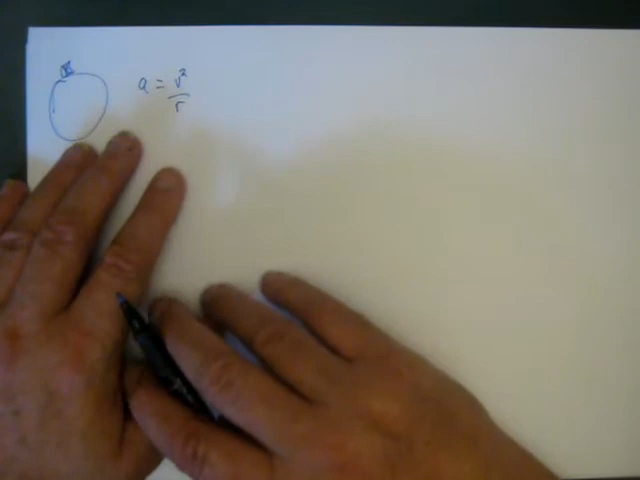 a = v²/r